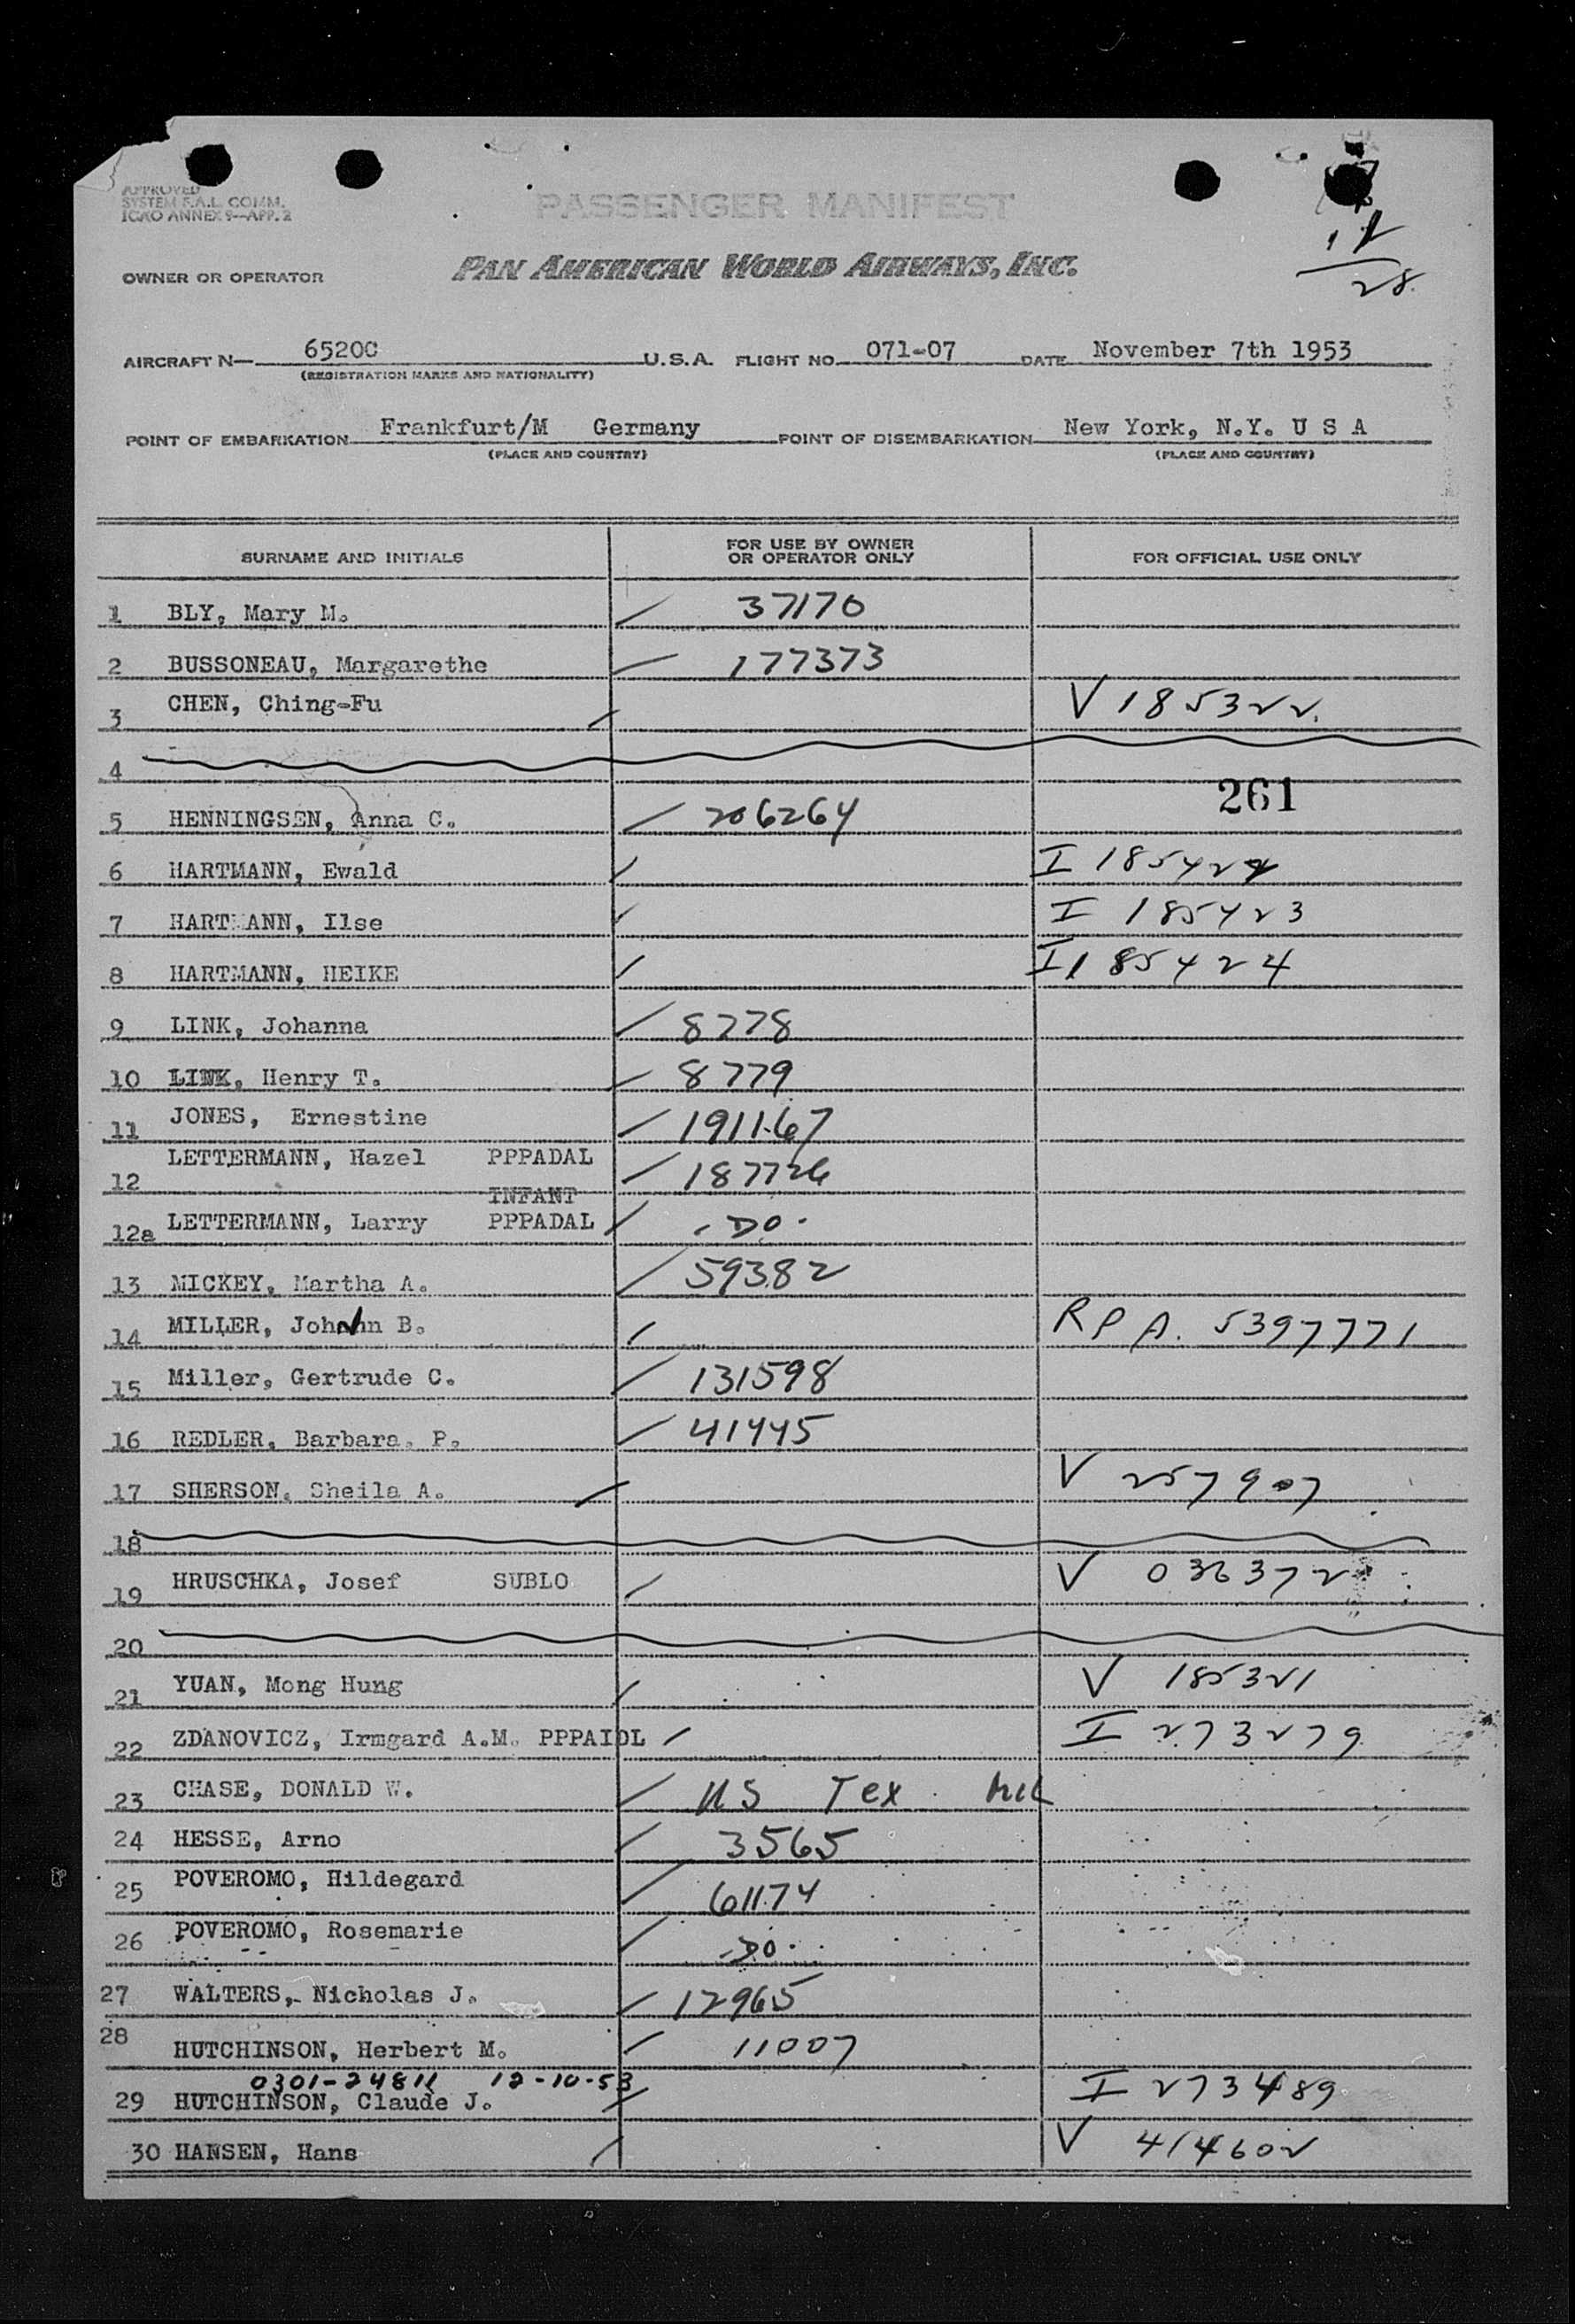 APPROVED
SYSTEM F.A.L. COMM.
ICAO ANNEX 9—APP. 2
PASSENGER MANIFEST
OWNER OR OPERATOR PAN AMERICAN WORLD AIRWAYS, INC.
28
AIRCRAFT N— 6520C U.S.A. FLIGHT NO. 071-07 DATE November 7th 1953
(REGISTRATION MARKS AND NATIONALITY)
POINT OF EMBARKATION Frankfurt/M Germany POINT OF DISEMBARKATION New York, N.Y. U S A
(PLACE AND COUNTRY) (PLACE AND COUNTRY)
SURNAME AND INITIALS FOR USE BY OWNER OR OPERATOR ONLY FOR OFFICIAL USE ONLY
1 BLY, Mary M. 37170
2 BUSSONEAU, Margarethe 177373
3 CHEN, Ching-Fu V 185322
4
261
5 HENNINGSEN, Anna C. 206264
6 HARTMANN, Ewald I 185422
7 HARTMANN, Ilse I 185423
8 HARTMANN, HEIKE I 185424
9 LINK, Johanna 8778
10 LINK, Henry T. 8779
11 JONES, Ernestine 191167
12 LETTERMANN, Hazel PPPADAL 187726
INFANT
12a LETTERMANN, Larry PPPADAL - DO -
13 MICKEY, Martha A. 59382
14 MILLER, Johann B. RPA. 5397771
15 Miller, Gertrude C. 131598
16 REDLER, Barbara. P. 41445
17 SHERSON, Sheila A. V 257907
18
19 HRUSCHKA, Josef SUBLO V 036372
20
21 YUAN, Mong Hung V 185321
22 ZDANOVICZ, Irmgard A.M. PPPAIDL I 273279
23 CHASE, DONALD W. US Tex
24 HESSE, Arno 3565
25 POVEROMO, Hildegard 61174
26 POVEROMO, Rosemarie -DO-
27 WALTERS, Nicholas J. 12965
28 HUTCHINSON, Herbert M. 11007
0301-24811 12-10-53
29 HUTCHINSON, Claude J. I 273489
30 HANSEN, Hans V 414602